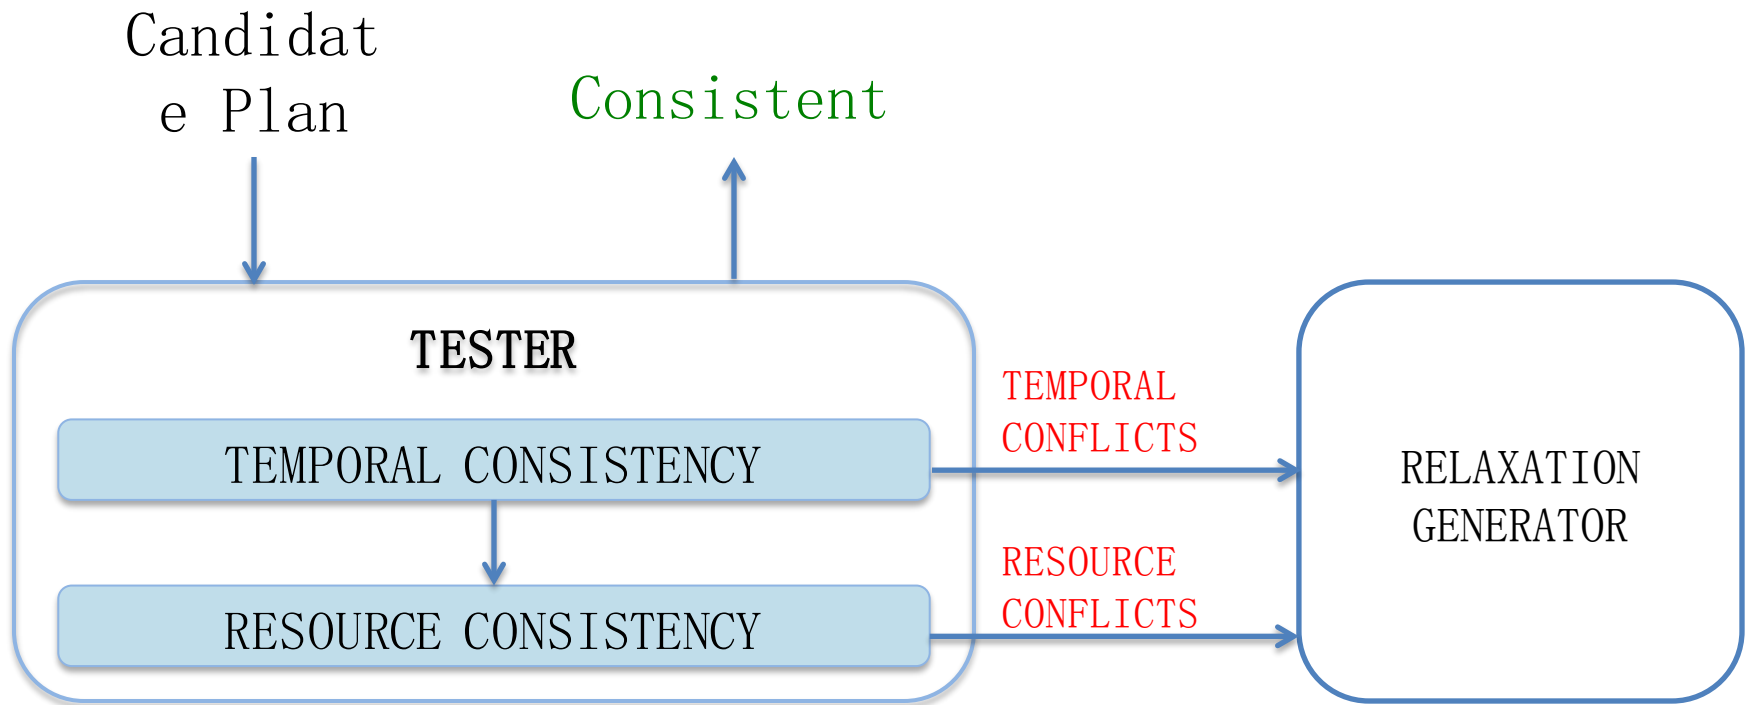 Candidat
e Plan
Consistent
TESTER
TEMPORAL CONSISTENCY
RESOURCE CONSISTENCY
TEMPORAL
CONFLICTS
RESOURCE
CONFLICTS
RELAXATION
GENERATOR